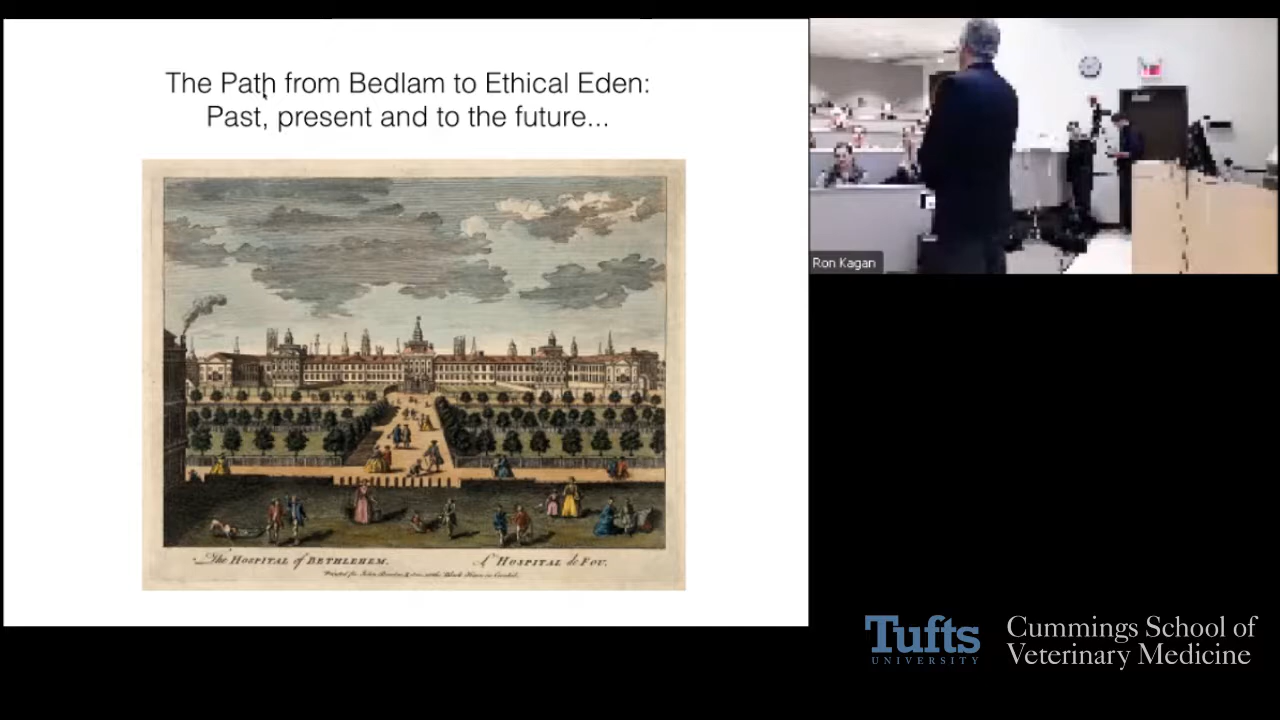 The Path from Bedlam to Ethical Eden:
Past, present and to the future...
The HOSPITAL of BETHLEHEM.
L'HOSPITAL de FOU.
Ron Kagan
Tufts
UNIVERSITY
Cummings School of
Veterinary Medicine